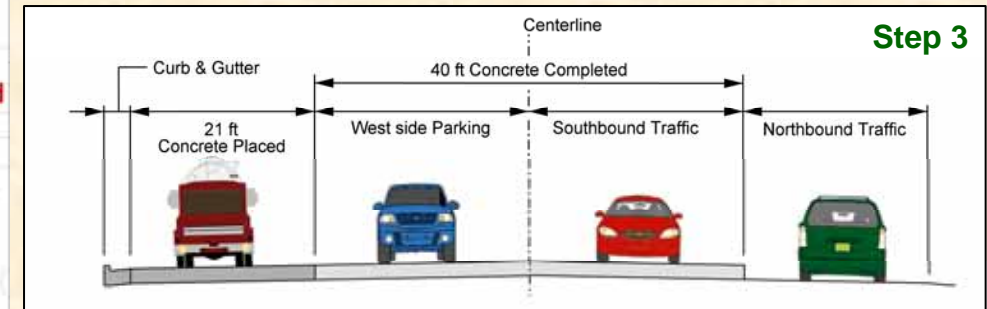 Centerline
Step 3
Curb & Gutter
40 ft Concrete Completed
21 ft
Concrete Placed
West side Parking
Southbound Traffic
Northbound Traffic